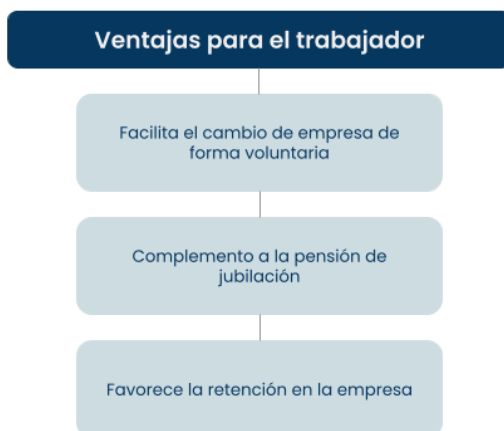 Ventajas para el trabajador
Facilita el cambio de empresa de
forma voluntaria
Complemento a la pensión de
jubilación
Favorece la retención en la empresa